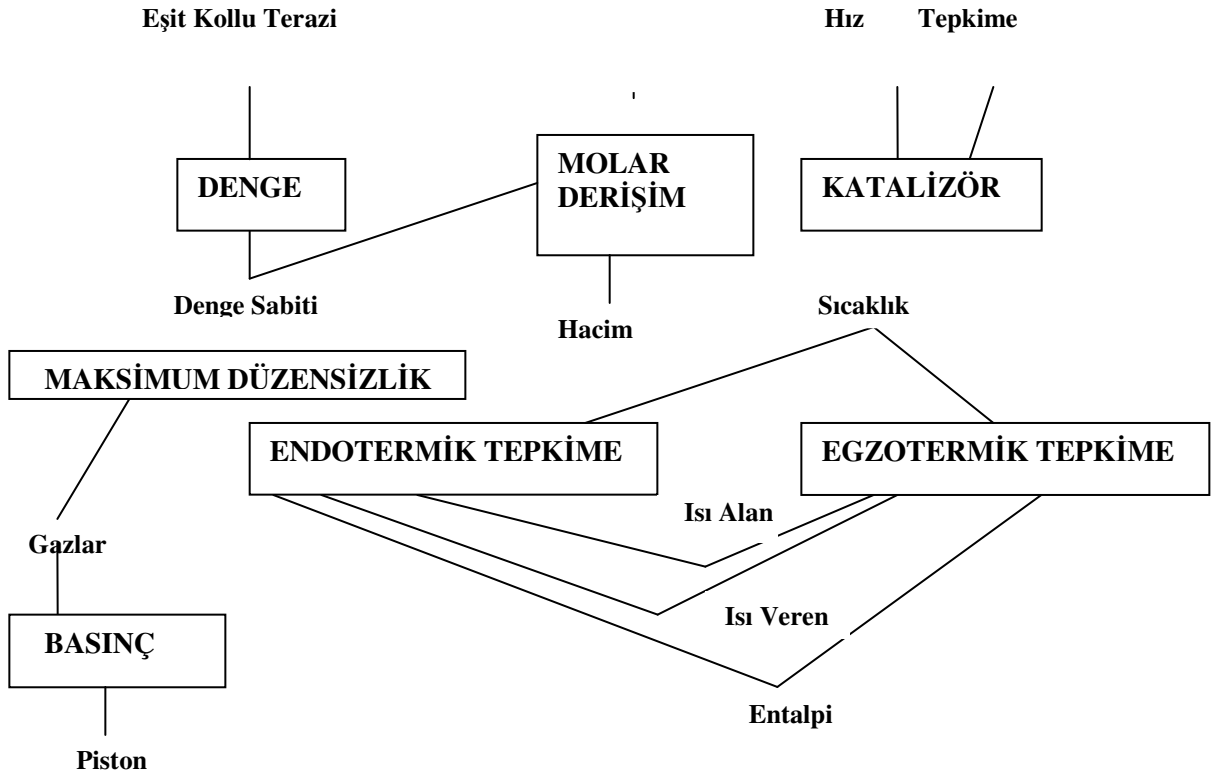 Eşit Kollu Terazi
Hız Tepkime
DENGE
MOLAR
DERİŞİM
KATALİZÖR
Denge Sabiti
Hacim
Sıcaklık
MAKSİMUM DÜZENSİZLİK
ENDOTERMİK TEPKİME
EGZOTERMİK TEPKİME
Isı Alan
Gazlar
Isı Veren
BASINÇ
Entalpi
Piston